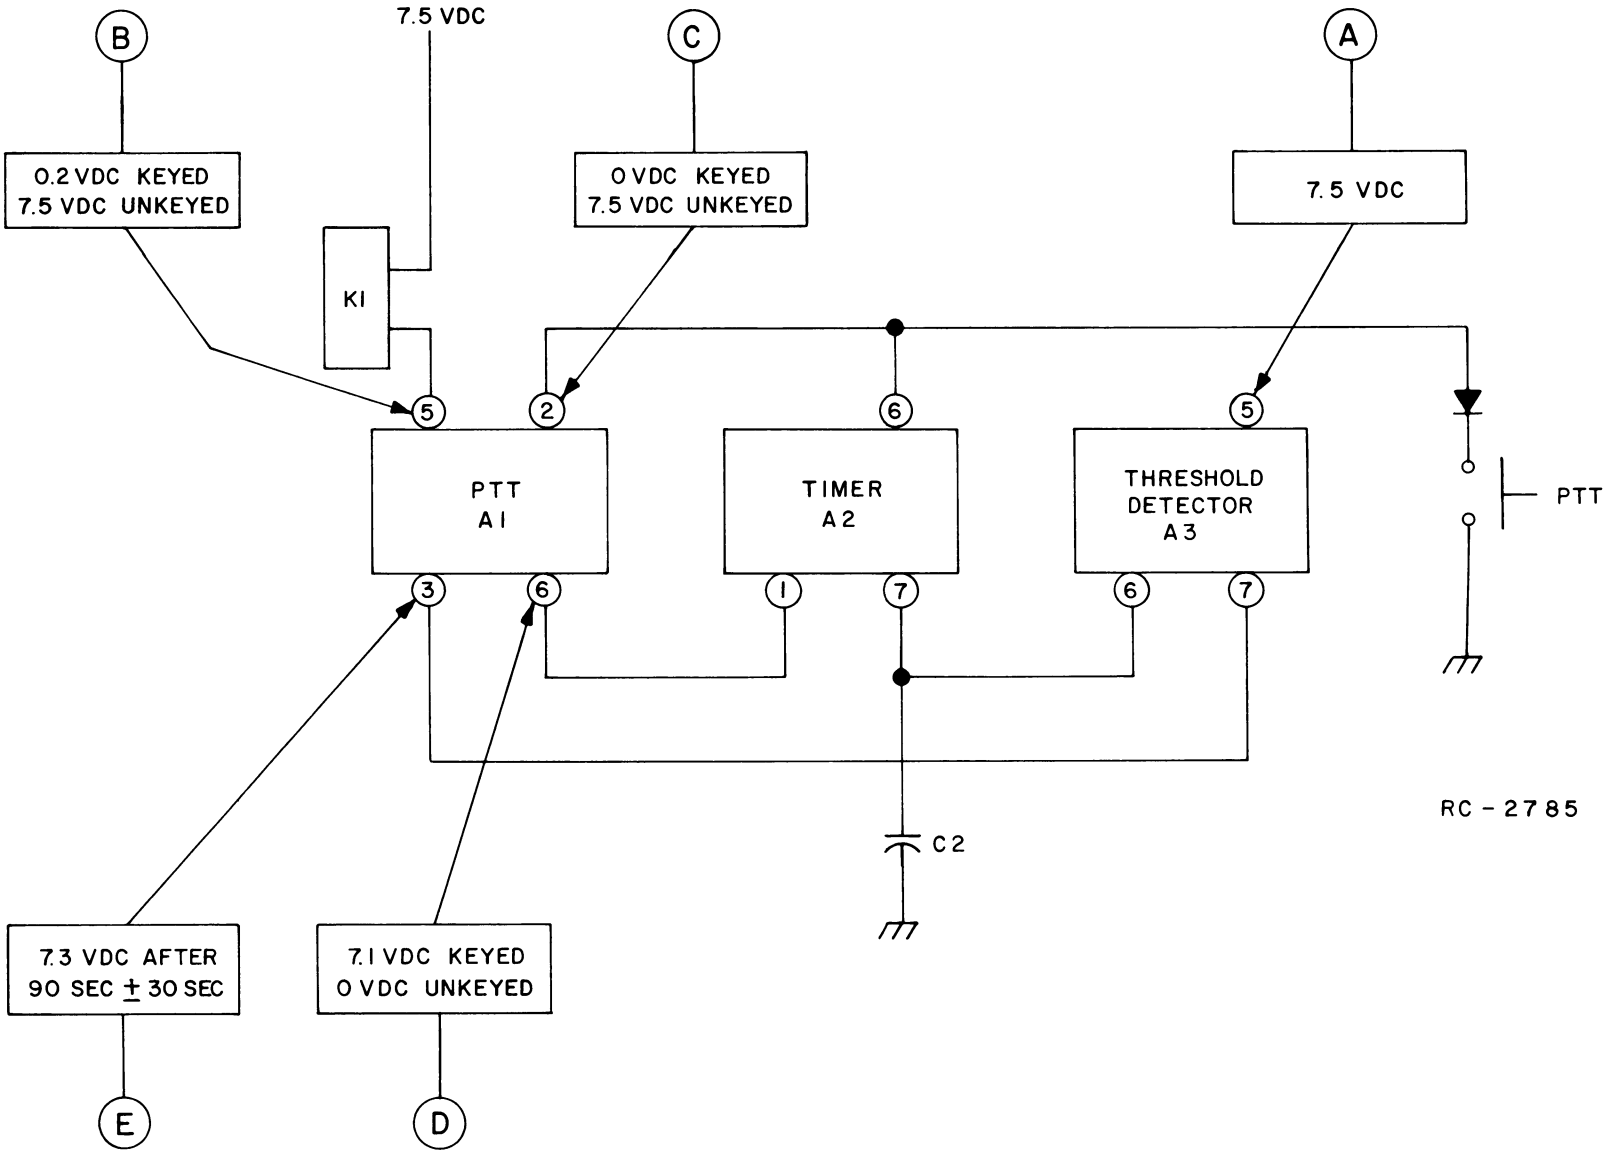 B
7.5 VDC
C
A
0.2 VDC KEYED
7.5 VDC UNKEYED
0 VDC KEYED
7.5 VDC UNKEYED
7.5 VDC
K1
5
2
6
5
PTT
A1
TIMER
A2
THRESHOLD
DETECTOR
A3
PTT
3
6
1
7
6
7
RC-2785
C2
7.3 VDC AFTER
90 SEC ± 30 SEC
7.1 VDC KEYED
0 VDC UNKEYED
E
D